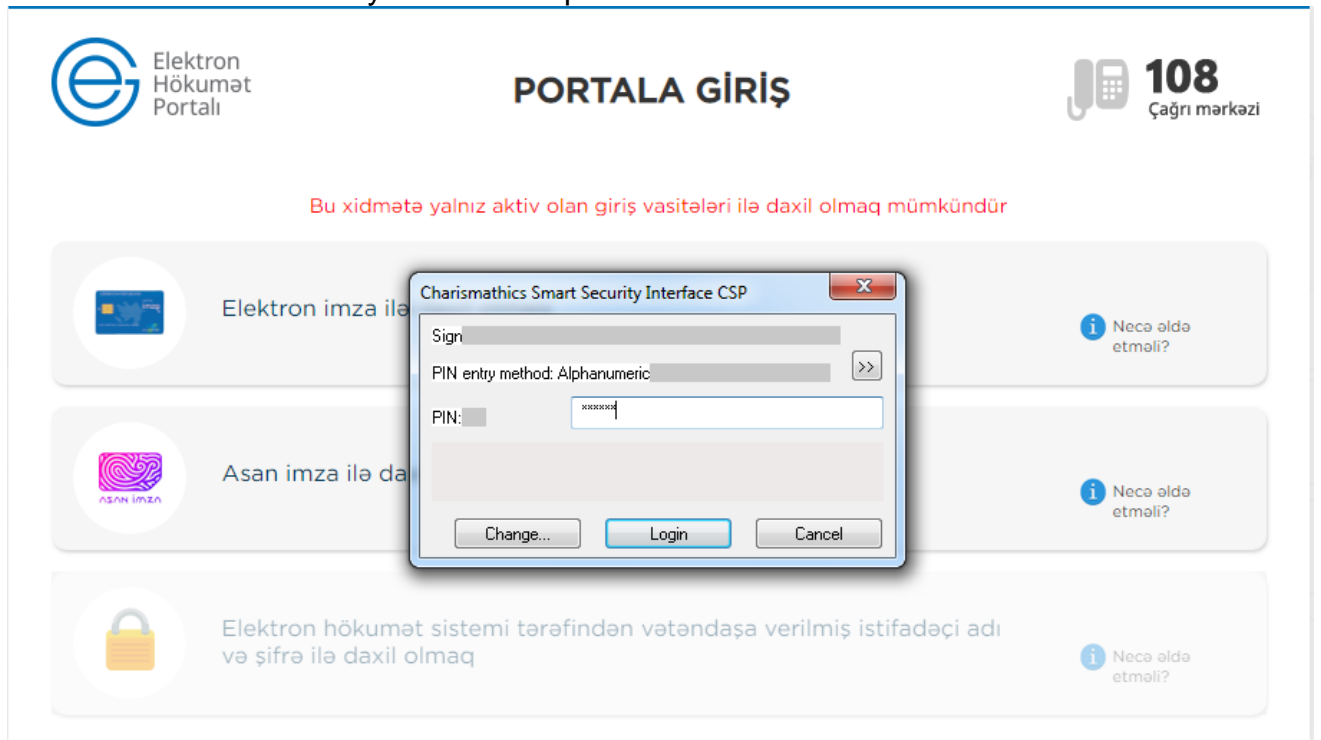 Elektron
Hökumət
Portalı
PORTALA GİRİŞ
108
Çağrı mərkəzi
Bu xidmətə yalnız aktiv olan giriş vasitələri ilə daxil olmaq mümkündür
Elektron imza ilə
Necə əldə
etməli?
Charismathics Smart Security Interface CSP
Sign
PIN entry method: Alphanumeric
>>
PIN:
××××××
Change...
Login
Cancel
ASAN İMZA
Asan imza ilə da
Necə əldə
etməli?
Elektron hökumət sistemi tərəfindən vətəndaşa verilmiş istifadəçi adı
və şifrə ilə daxil olmaq
Necə əldə
etməli?